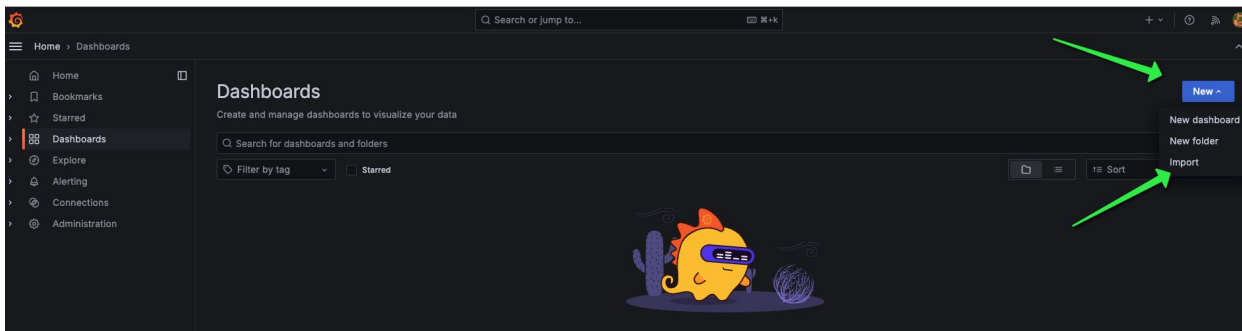 Search or jump to...
⌘+k
Home › Dashboards
Home
Bookmarks
Starred
Dashboards
Explore
Alerting
Connections
Administration
Dashboards
Create and manage dashboards to visualize your data
Search for dashboards and folders
Filter by tag
Starred
Sort
New
New dashboard
New folder
Import